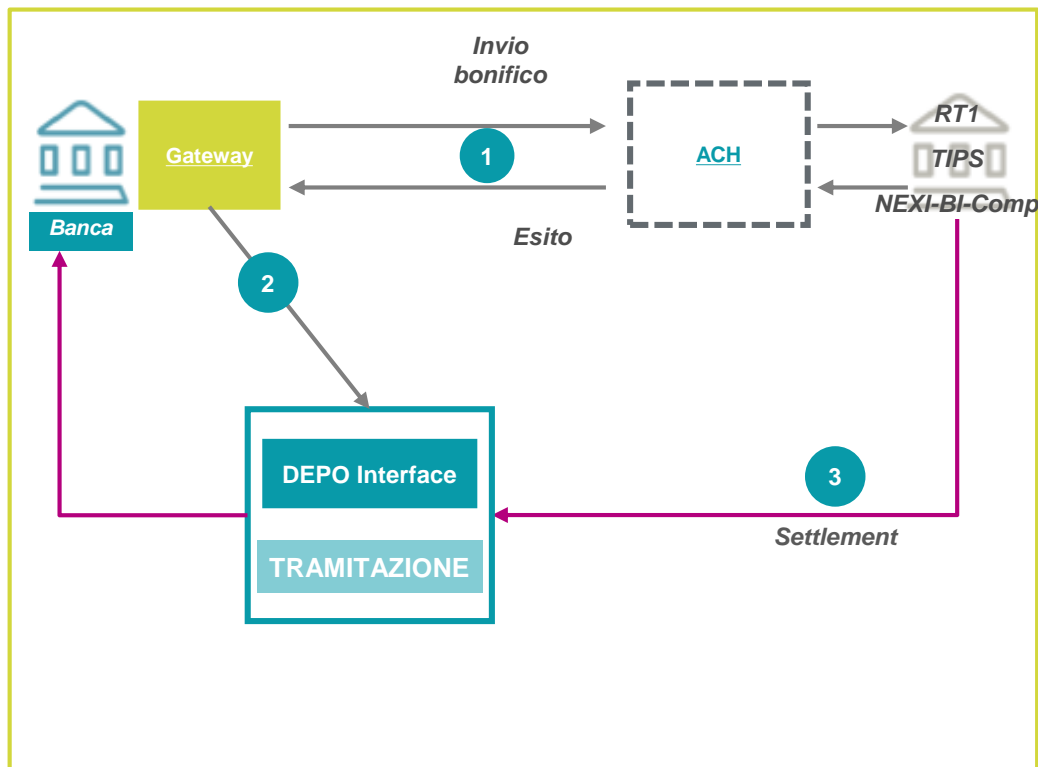 Invio
bonifico
RT1
Gateway
1
ACH
TIPS
NEXI-BI-Comp
Banca
Esito
2
DEPO Interface
3
Settlement
TRAMITAZIONE